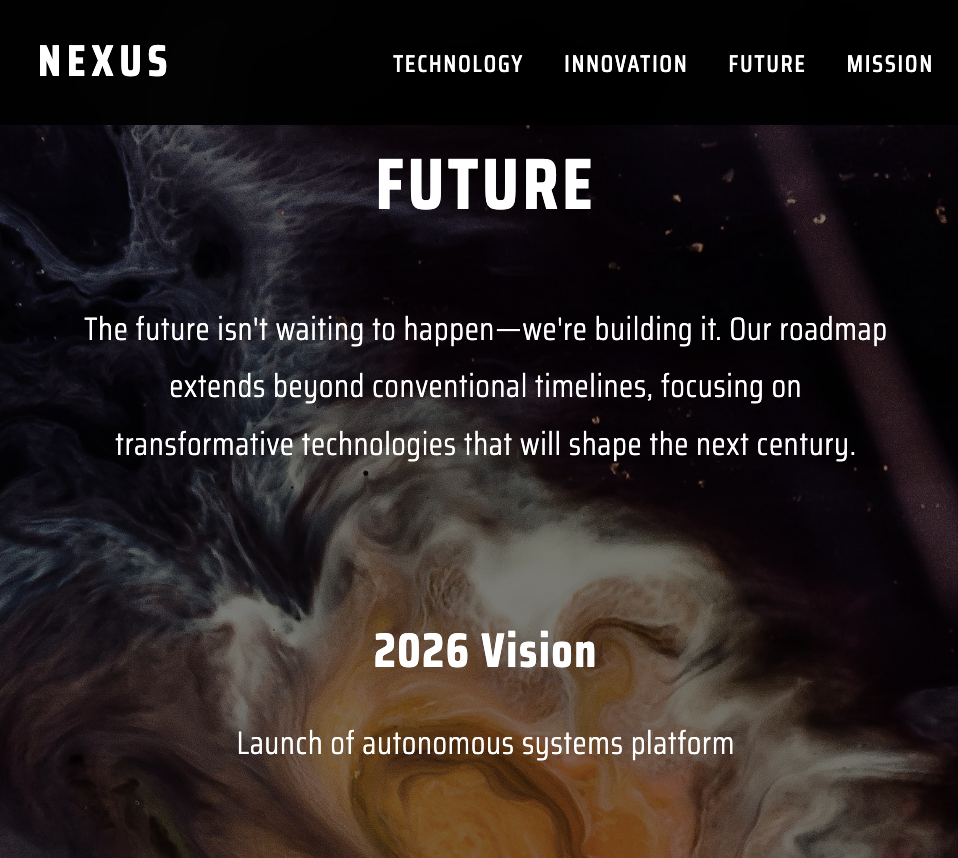 NEXUS
TECHNOLOGY INNOVATION FUTURE MISSION
FUTURE
The future isn't waiting to happen—we're building it. Our roadmap
extends beyond conventional timelines, focusing on
transformative technologies that will shape the next century.
2026 Vision
Launch of autonomous systems platform